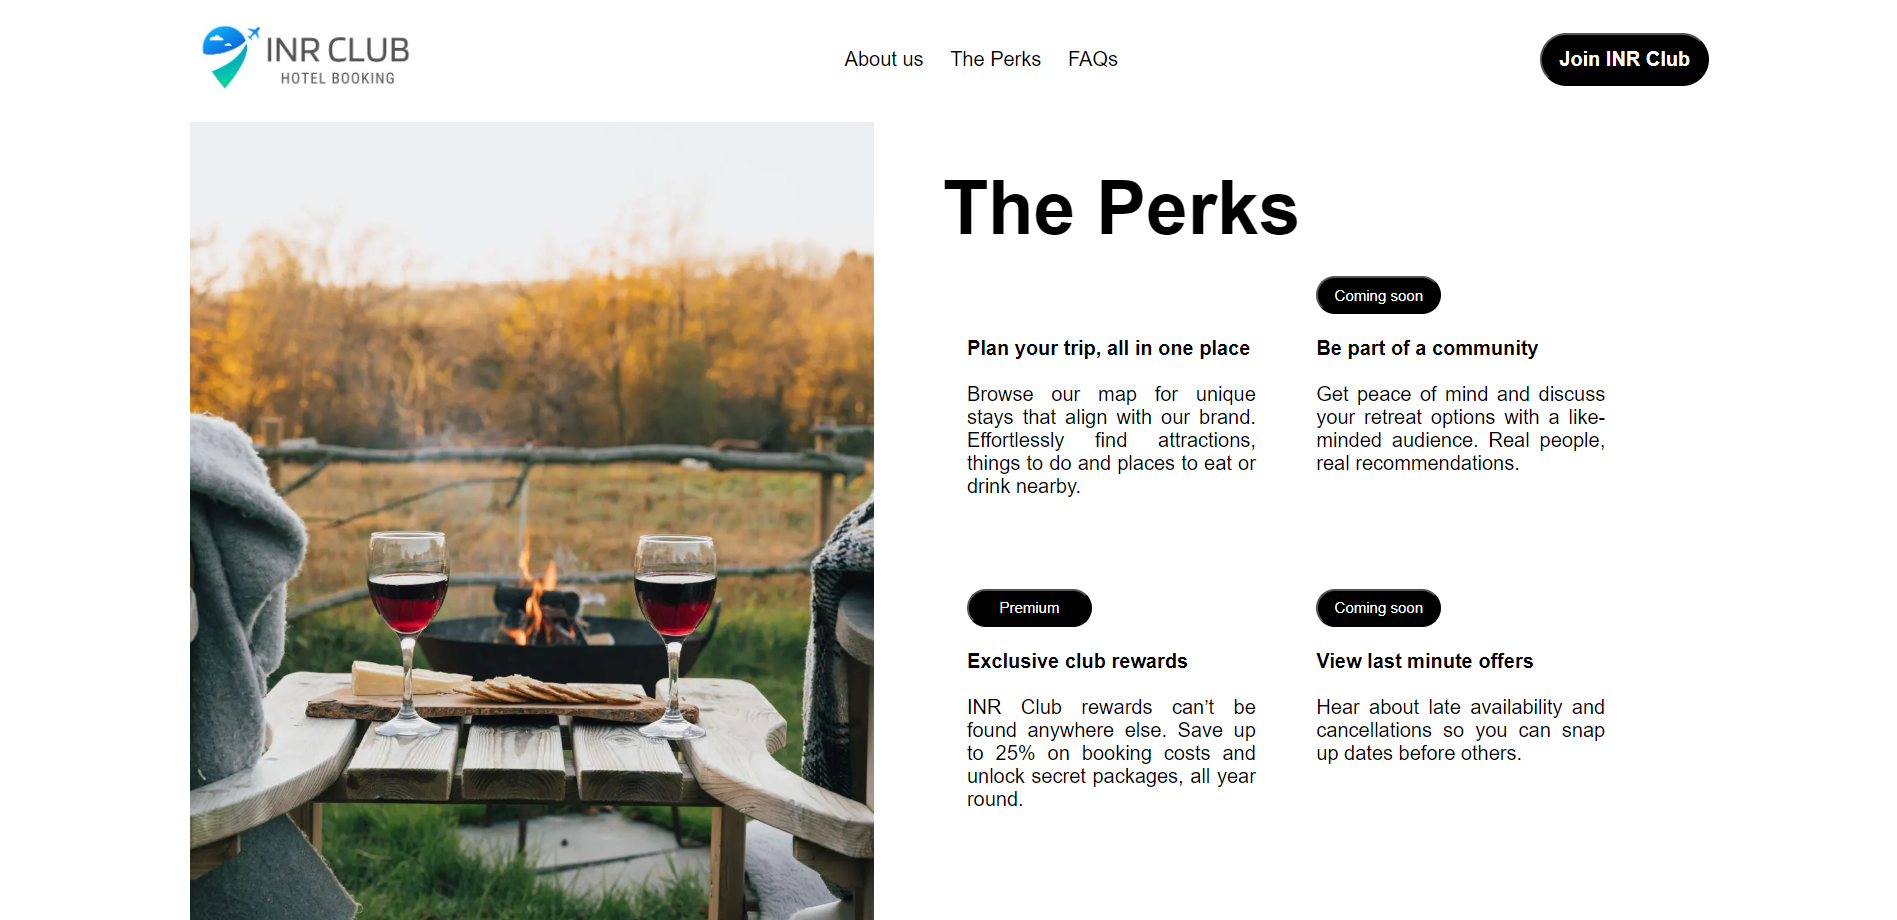 INR CLUB
HOTEL BOOKING
About us
The Perks
FAQs
Join INR Club
The Perks
Plan your trip, all in one place
Browse our map for unique
stays that align with our brand.
Effortlessly find attractions,
things to do and places to eat or
drink nearby.
Coming soon
Be part of a community
Get peace of mind and discuss
your retreat options with a like-
minded audience. Real people,
real recommendations.
Premium
Exclusive club rewards
INR Club rewards can’t be
found anywhere else. Save up
to 25% on booking costs and
unlock secret packages, all year
round.
Coming soon
View last minute offers
Hear about late availability and
cancellations so you can snap
up dates before others.